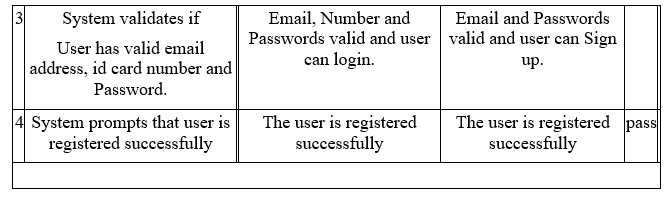 3
System validates if
User has valid email
address, id card number and
Password.
Email, Number and
Passwords valid and user
can login.
Email and Passwords
valid and user can Sign
up.
4
System prompts that user is
registered successfully
The user is registered
successfully
The user is registered
successfully
pass